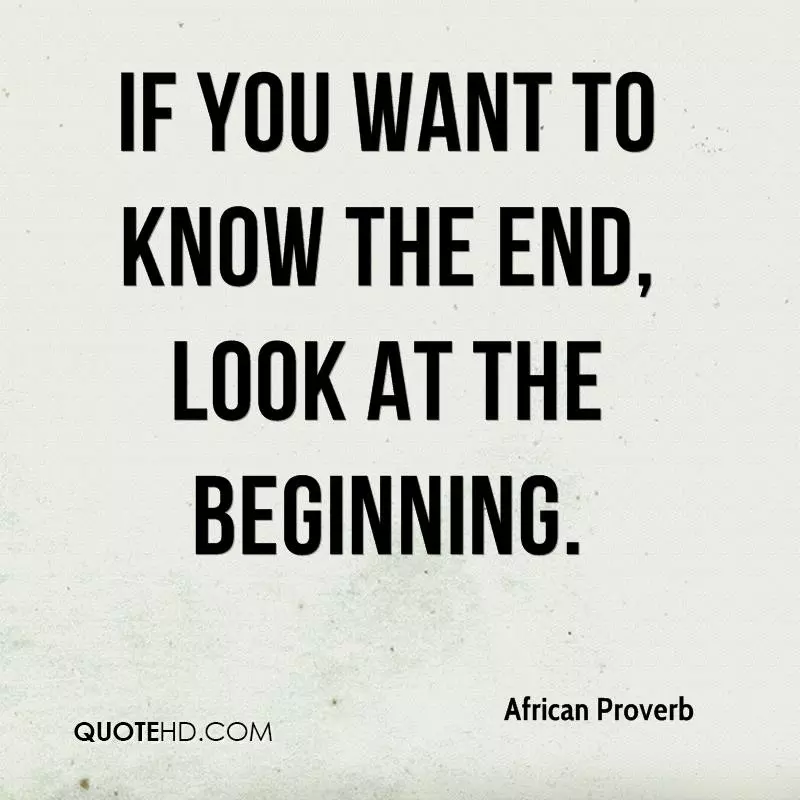 IF YOU WANT TO
KNOW THE END,
LOOK AT THE
BEGINNING.
African Proverb
QUOTEHD.COM